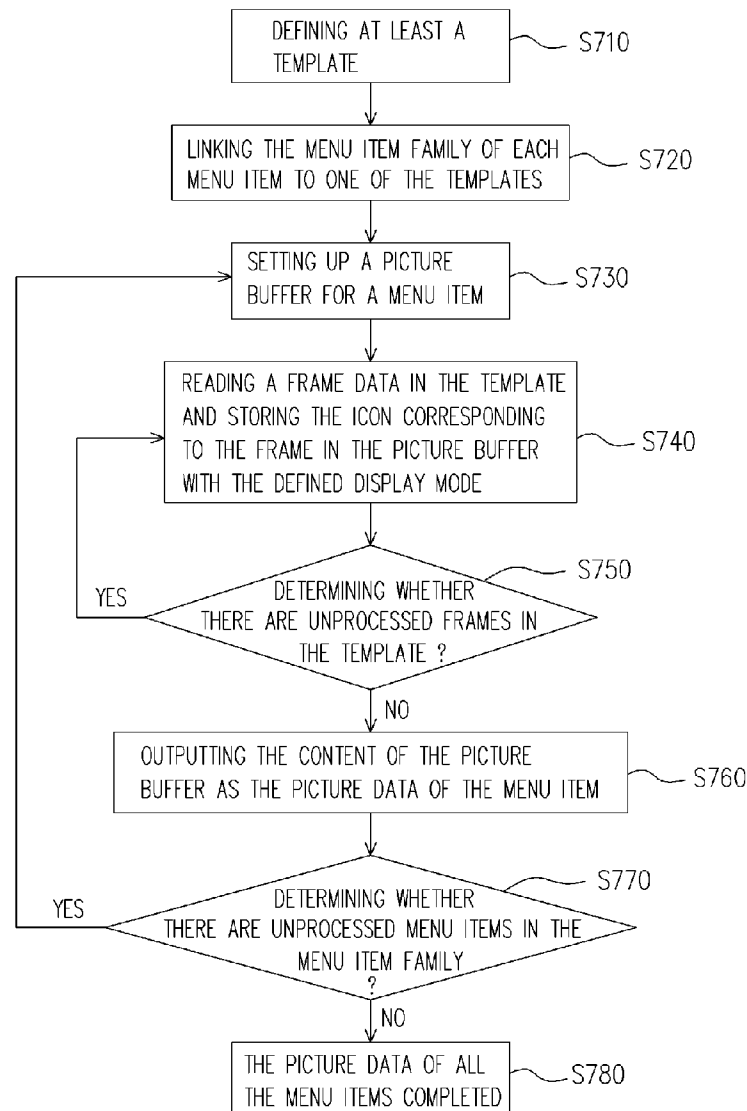 DEFINING AT LEAST A
TEMPLATE
S710
LINKING THE MENU ITEM FAMILY OF EACH
MENU ITEM TO ONE OF THE TEMPLATES
S720
SETTING UP A PICTURE
BUFFER FOR A MENU ITEM
S730
READING A FRAME DATA IN THE TEMPLATE
AND STORING THE ICON CORRESPONDING
TO THE FRAME IN THE PICTURE BUFFER
WITH THE DEFINED DISPLAY MODE
S740
DETERMINING WHETHER
THERE ARE UNPROCESSED FRAMES IN
THE TEMPLATE ?
S750
YES
NO
OUTPUTTING THE CONTENT OF THE PICTURE
BUFFER AS THE PICTURE DATA OF THE MENU ITEM
S760
DETERMINING WHETHER
THERE ARE UNPROCESSED MENU ITEMS IN THE
MENU ITEM FAMILY
?
S770
YES
NO
THE PICTURE DATA OF ALL
THE MENU ITEMS COMPLETED
S780